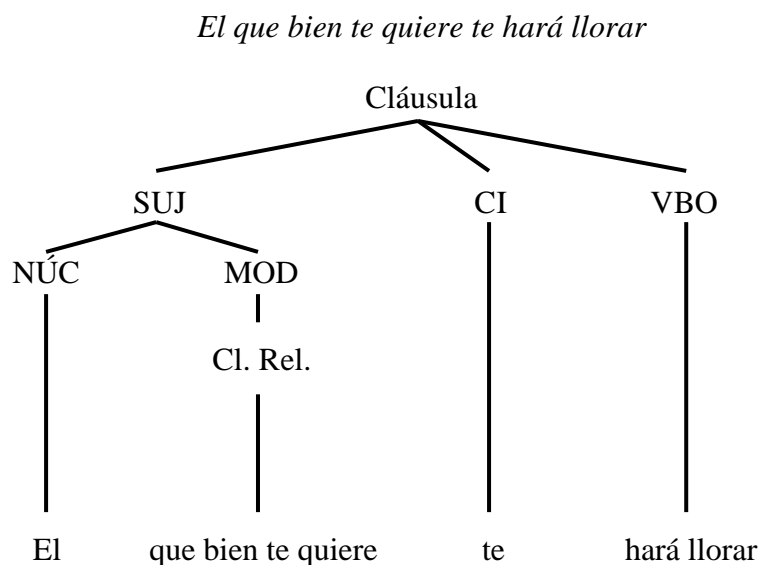 El que bien te quiere te hará llorar
Cláusula
SUJ CI VBO
NÚC MOD
Cl. Rel.
El que bien te quiere te hará llorar